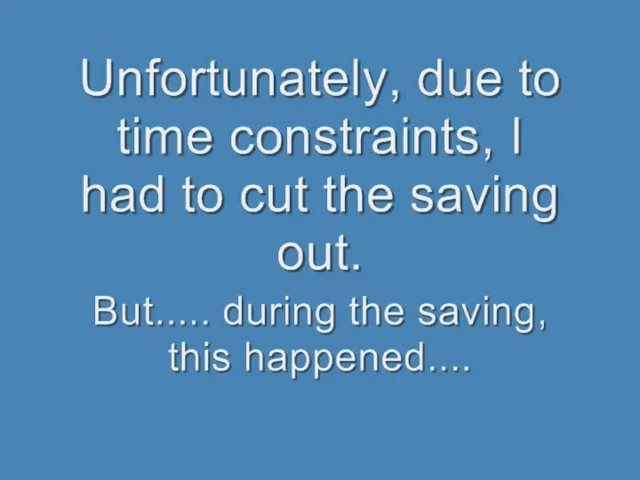 Unfortunately, due to
time constraints, I
had to cut the saving
out.
But..... during the saving,
this happened....